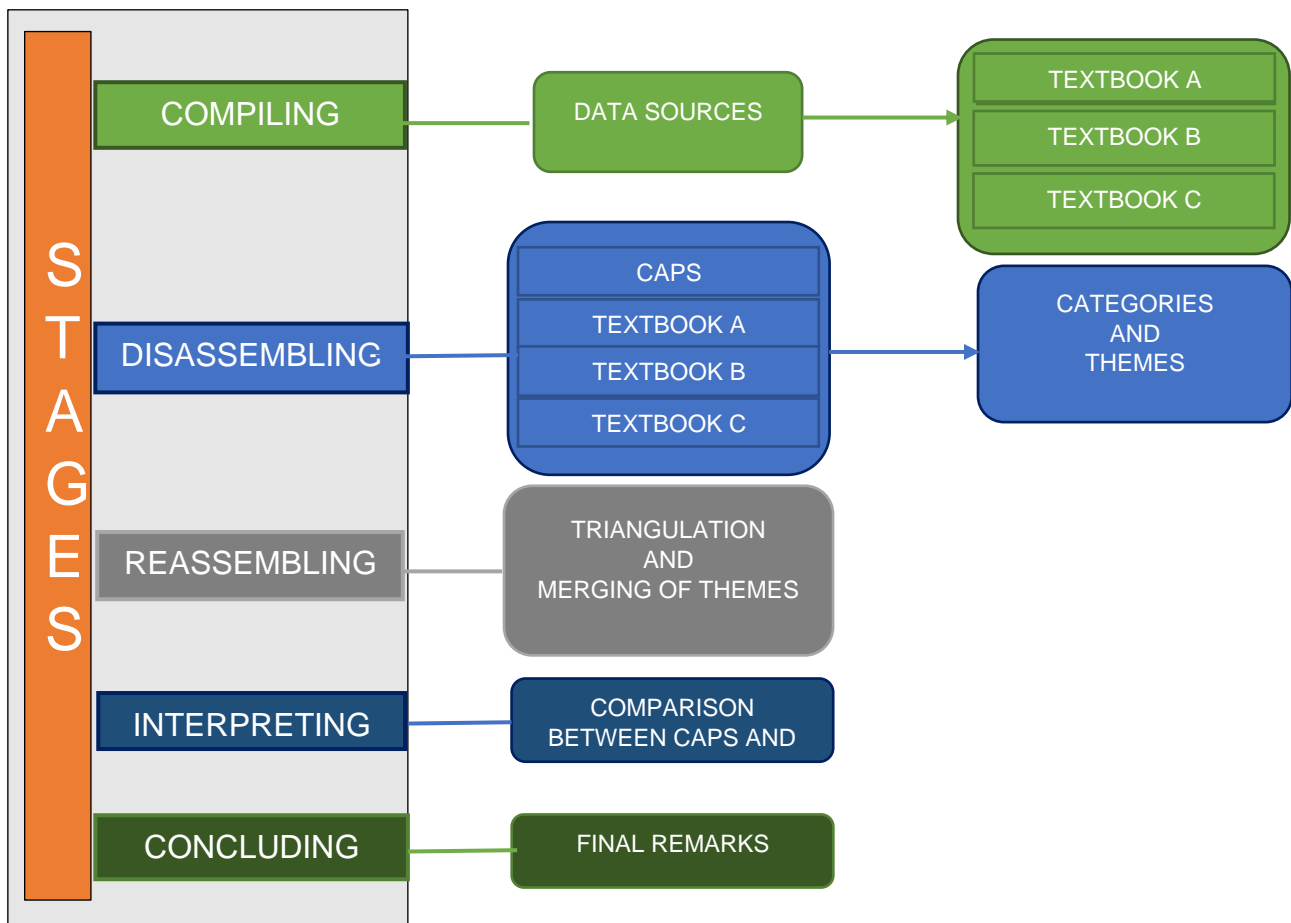 STAGES
COMPILING
DATA SOURCES
TEXTBOOK A
TEXTBOOK B
TEXTBOOK C
DISASSEMBLING
CAPS
TEXTBOOK A
TEXTBOOK B
TEXTBOOK C
CATEGORIES
AND
THEMES
REASSEMBLING
TRIANGULATION
AND
MERGING OF THEMES
INTERPRETING
COMPARISON
BETWEEN CAPS AND
CONCLUDING
FINAL REMARKS